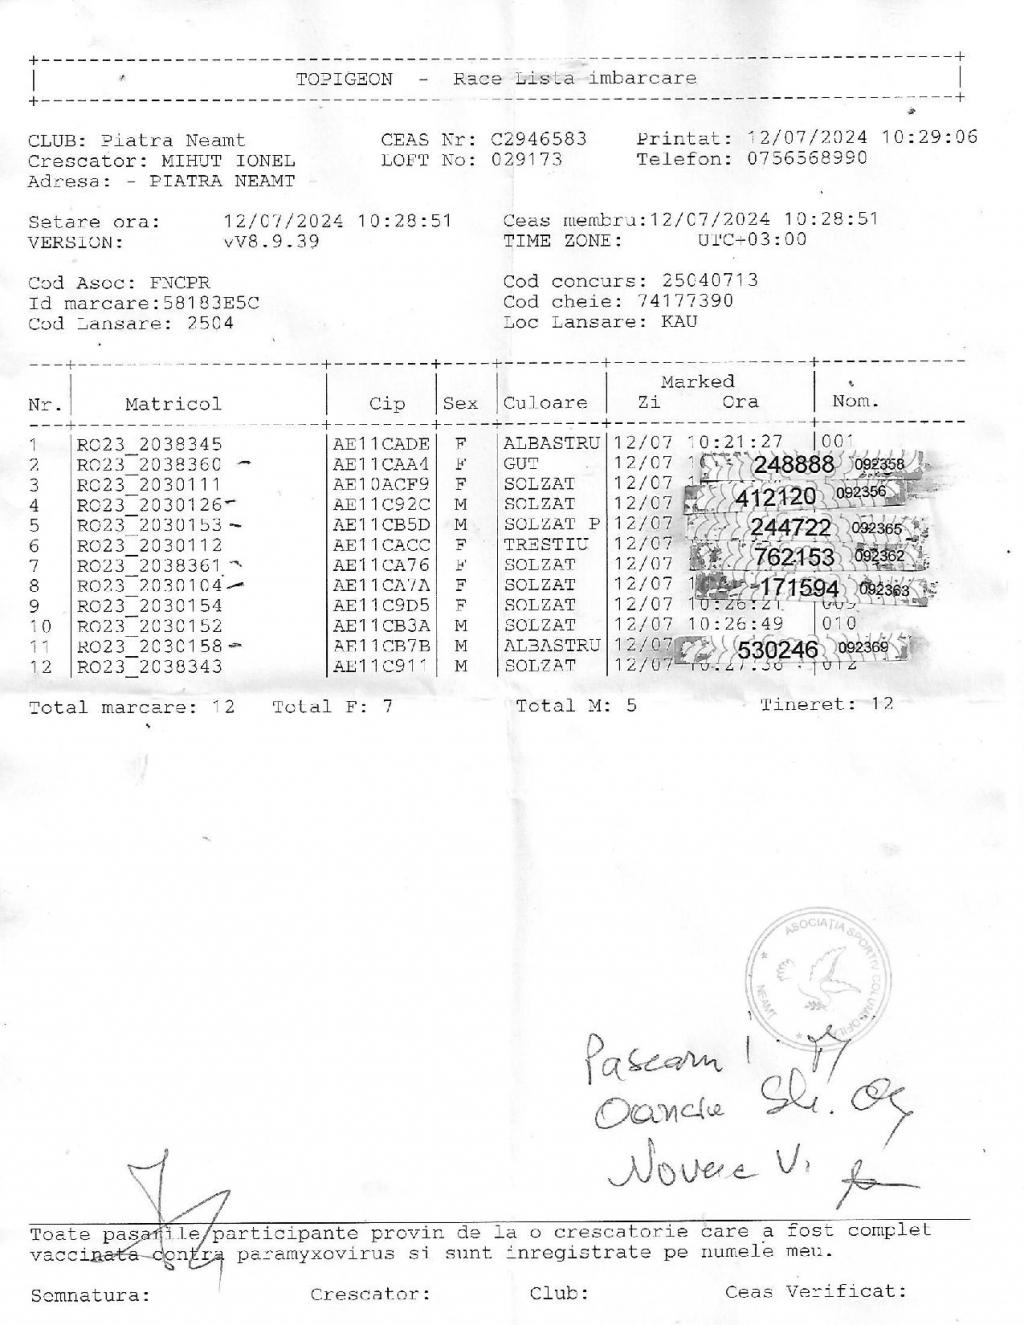 TOPIGEON - Race Lista imbarcare
CLUB: Piatra Neamt CEAS Nr: C2946583 Printat: 12/07/2024 10:29:06
Crescator: MIHUT IONEL LOFT No: 029173 Telefon: 0756568990
Adresa: - PIATRA NEAMT
Setare ora: 12/07/2024 10:28:51 Ceas membru:12/07/2024 10:28:51
VERSION: vV8.9.39 TIME ZONE: UTC+03:00
Cod Asoc: FNCPR Cod concurs: 25040713
Id marcare:58183E5C Cod cheie: 74177390
Cod Lansare: 2504 Loc Lansare: KAU
Marked
Nr. Matricol Cip Sex Culoare Zi Ora Nom.
1 RO23_2038345 AE11CADE F ALBASTRU 12/07 10:21:27 001
2 RO23_2038360 - AE11CAA4 F GUT 12/07 248888 092358
3 RO23_2030111 AE10ACF9 F SOLZAT 12/07
4 RO23_2030126 - AE11C92C M SOLZAT 12/07 412120 092356
5 RO23_2030153 - AE11CB5D M SOLZAT P 12/07 244722 092365
6 RO23_2030112 AE11CACC F TRESTIU 12/07 762153 092362
7 RO23_2038361 - AE11CA76 F SOLZAT 12/07
8 RO23_2030104 - AE11CA7A F SOLZAT 12/07 171594 092363
9 RO23_2030154 AE11C9D5 F SOLZAT 12/07 10:26:21 009
10 RO23_2030152 AE11CB3A M SOLZAT 12/07 10:26:49 010
11 RO23_2030158 - AE11CB7B M ALBASTRU 12/07 530246 092369
12 RO23_2038343 AE11C911 M SOLZAT 12/07 012
Total marcare: 12 Total F: 7 Total M: 5 Tineret: 12
ASOCIAȚIA SPORTIV COLUMBOFILĂ
NEAMȚ
Pascaru I
Oanciu
V.
Toate pasarile participante provin de la o crescatorie care a fost complet
vaccinata contra paramyxovirus si sunt inregistrate pe numele meu.
Semnatura: Crescator: Club: Ceas Verificat: